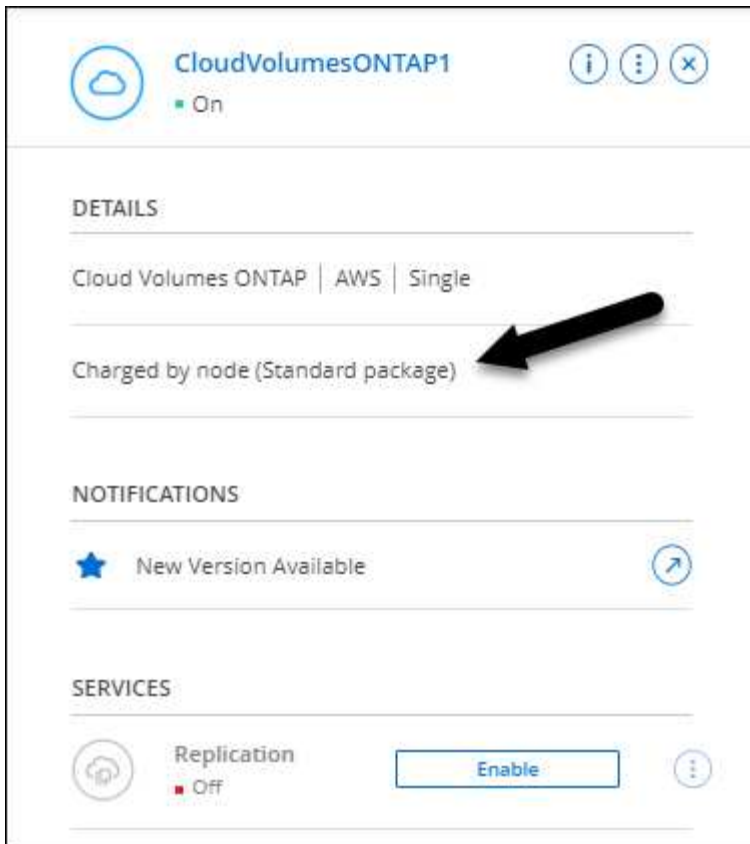 CloudVolumesONTAP1
On
DETAILS
Cloud Volumes ONTAP | AWS | Single
Charged by node (Standard package)
NOTIFICATIONS
New Version Available
SERVICES
Replication
Enable
Off